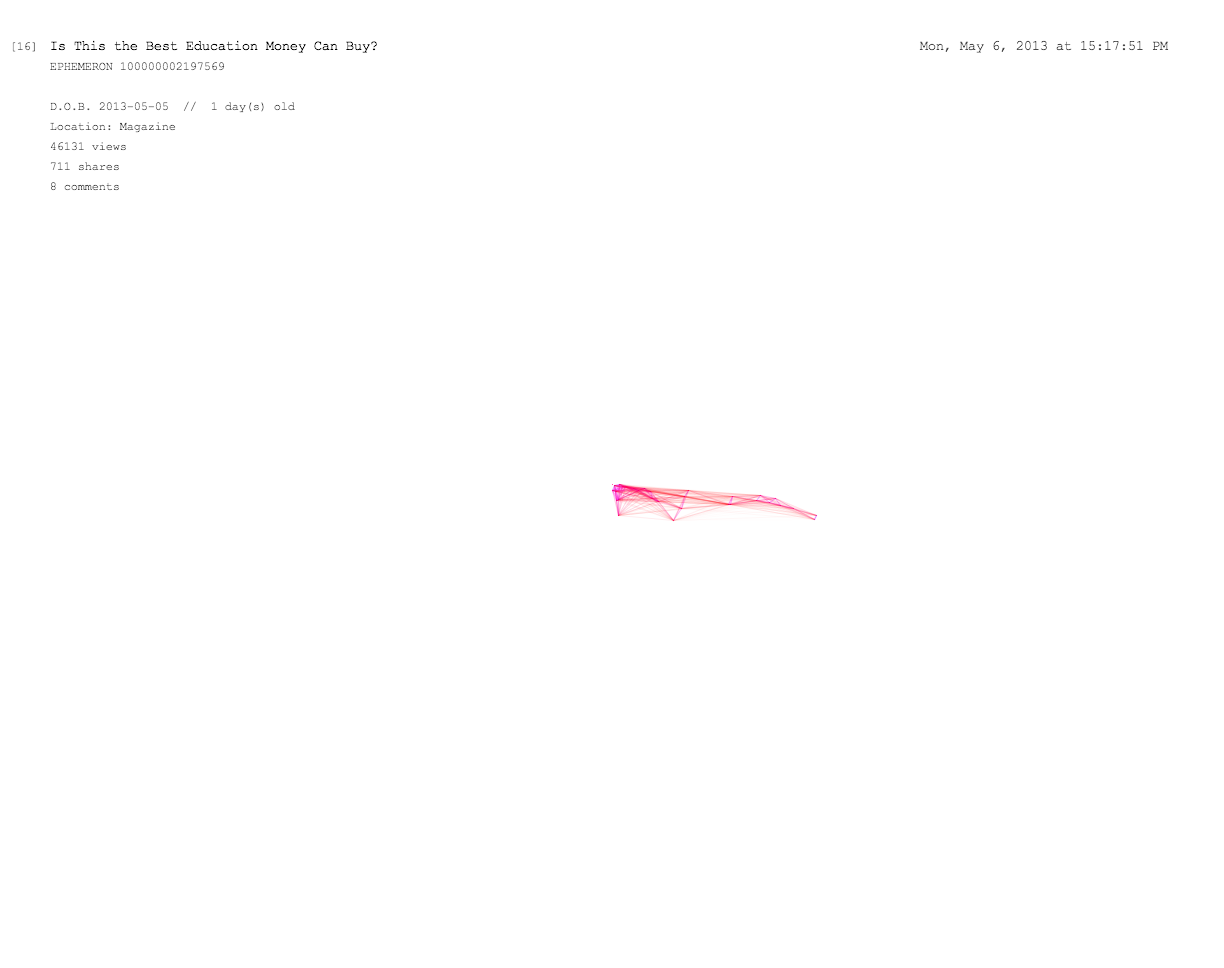 [16] Is This the Best Education Money Can Buy? Mon, May 6, 2013 at 15:17:51 PM
EPHEMERON 100000002197569
D.O.B. 2013-05-05 // 1 day(s) old
Location: Magazine
46131 views
711 shares
8 comments